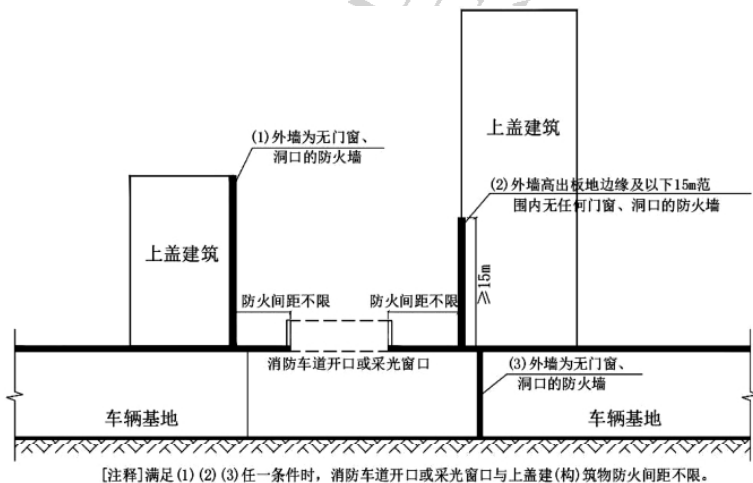 上盖建筑
(1)外墙为无门窗、
洞口的防火墙
(2)外墙高出板地边缘及以下15m范
围内无任何门窗、洞口的防火墙
上盖建筑
≥15m
防火间距不限
防火间距不限
消防车道开口或采光窗口
(3)外墙为无门窗、
洞口的防火墙
车辆基地
车辆基地
[注释]满足(1)(2)(3)任一条件时，消防车道开口或采光窗口与上盖建(构)筑物防火间距不限。